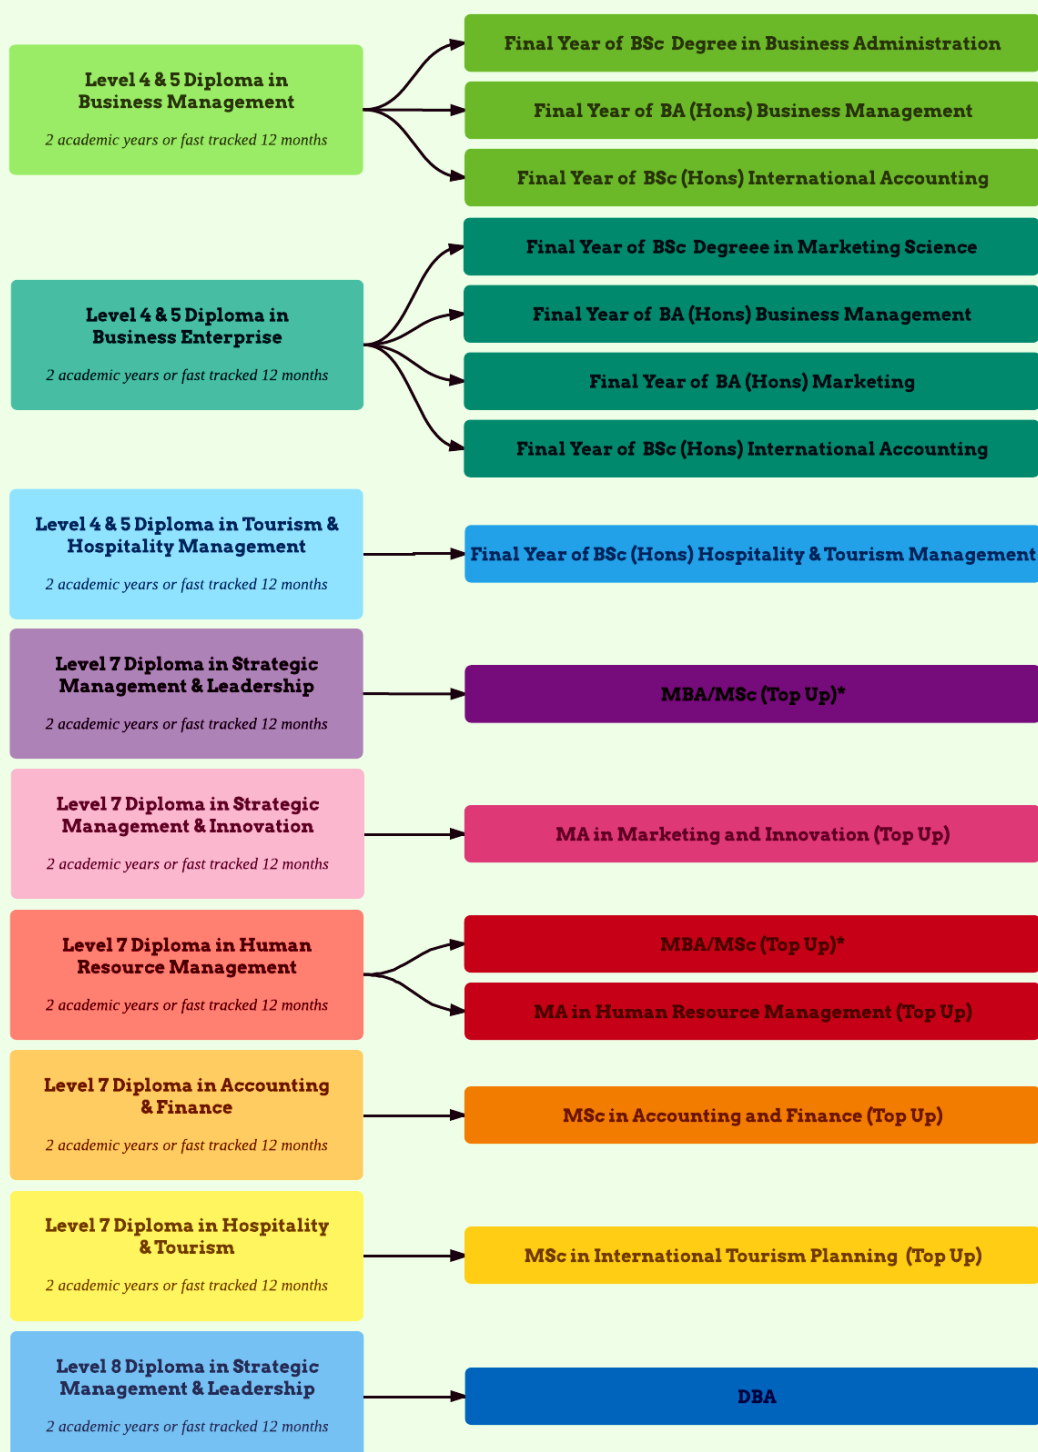 Level 4 & 5 Diploma in
Business Management
2 academic years or fast tracked 12 months
Final Year of BSc Degree in Business Administration
Final Year of BA (Hons) Business Management
Final Year of BSc (Hons) International Accounting
Level 4 & 5 Diploma in
Business Enterprise
2 academic years or fast tracked 12 months
Final Year of BSc Degreee in Marketing Science
Final Year of BA (Hons) Business Management
Final Year of BA (Hons) Marketing
Final Year of BSc (Hons) International Accounting
Level 4 & 5 Diploma in Tourism &
Hospitality Management
2 academic years or fast tracked 12 months
Final Year of BSc (Hons) Hospitality & Tourism Management
Level 7 Diploma in Strategic
Management & Leadership
2 academic years or fast tracked 12 months
MBA/MSc (Top Up)*
Level 7 Diploma in Strategic
Management & Innovation
2 academic years or fast tracked 12 months
MA in Marketing and Innovation (Top Up)
Level 7 Diploma in Human
Resource Management
2 academic years or fast tracked 12 months
MBA/MSc (Top Up)*
MA in Human Resource Management (Top Up)
Level 7 Diploma in Accounting
& Finance
2 academic years or fast tracked 12 months
MSc in Accounting and Finance (Top Up)
Level 7 Diploma in Hospitality
& Tourism
2 academic years or fast tracked 12 months
MSc in International Tourism Planning (Top Up)
Level 8 Diploma in Strategic
Management & Leadership
2 academic years or fast tracked 12 months
DBA